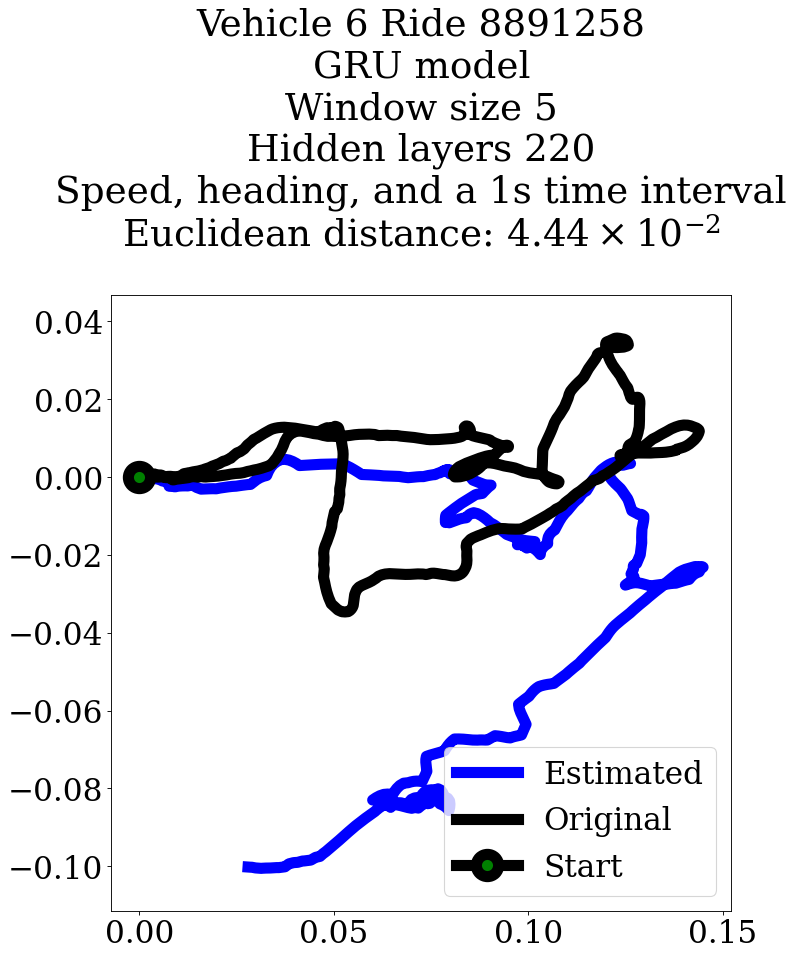 Vehicle 6 Ride 8891258
GRU model
Window size 5
Hidden layers 220
Speed, heading, and a 1s time interval
Euclidean distance: 4.44 × 10⁻²
0.04
0.02
0.00
−0.02
−0.04
−0.06
−0.08
−0.10
Estimated
Original
Start
0.00 0.05 0.10 0.15